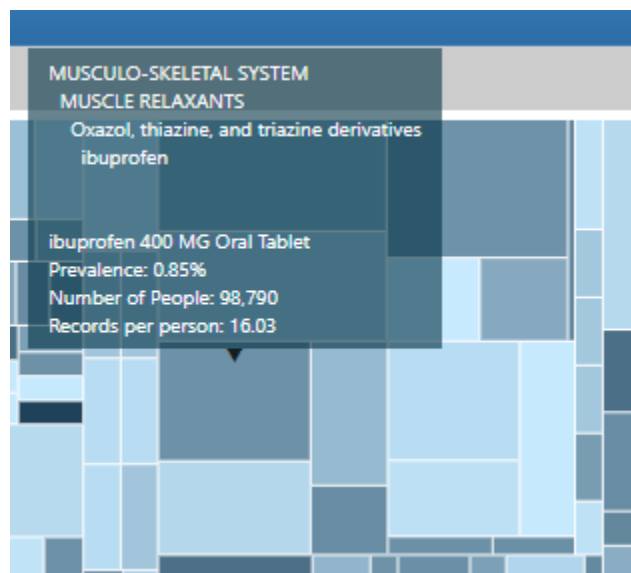 MUSCULO-SKELETAL SYSTEM
MUSCLE RELAXANTS
Oxazol, thiazine, and triazine derivatives
ibuprofen
ibuprofen 400 MG Oral Tablet
Prevalence: 0.85%
Number of People: 98,790
Records per person: 16.03